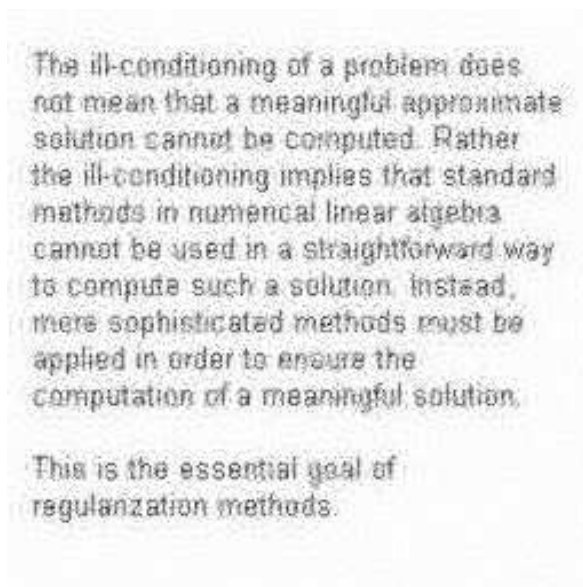 The ill-conditioning of a problem does
not mean that a meaningful approximate
solution cannot be computed. Rather
the ill-conditioning implies that standard
methods in numerical linear algebra
cannot be used in a straightforward way
to compute such a solution. Instead,
more sophisticated methods must be
applied in order to ensure the
computation of a meaningful solution.

This is the essential goal of
regularization methods.